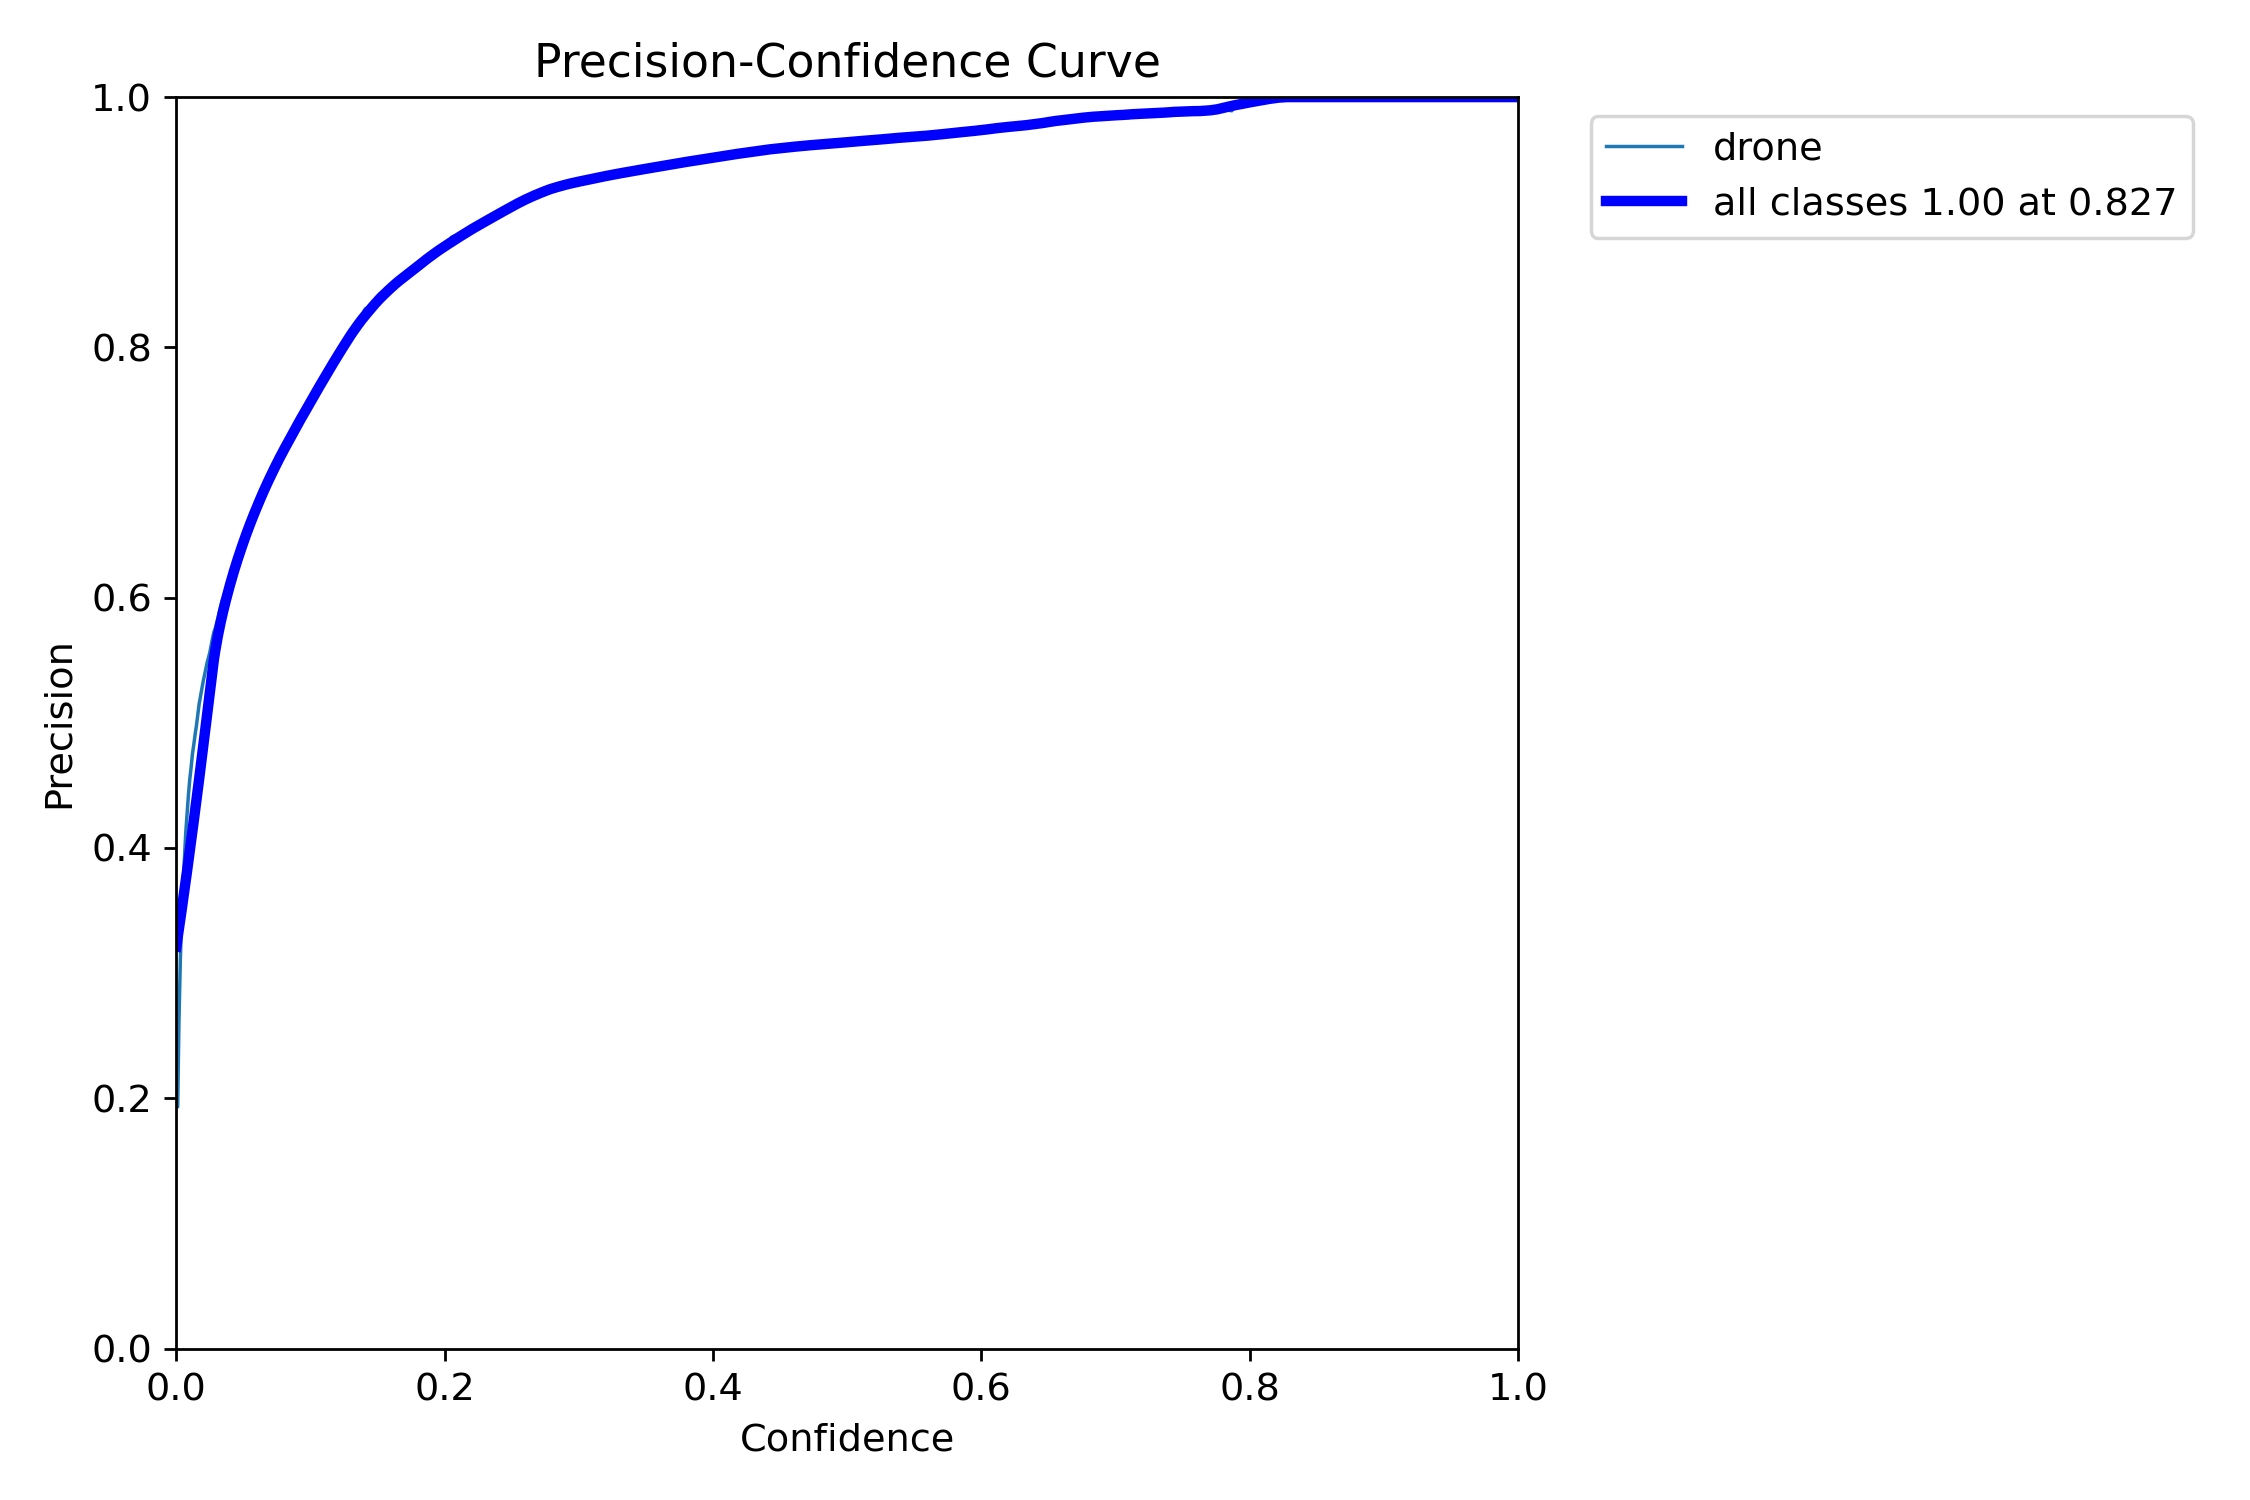 Precision-Confidence Curve
1.0
0.8
0.6
0.4
0.2
0.0
Precision
0.0 0.2 0.4 0.6 0.8 1.0
Confidence
drone
all classes 1.00 at 0.827